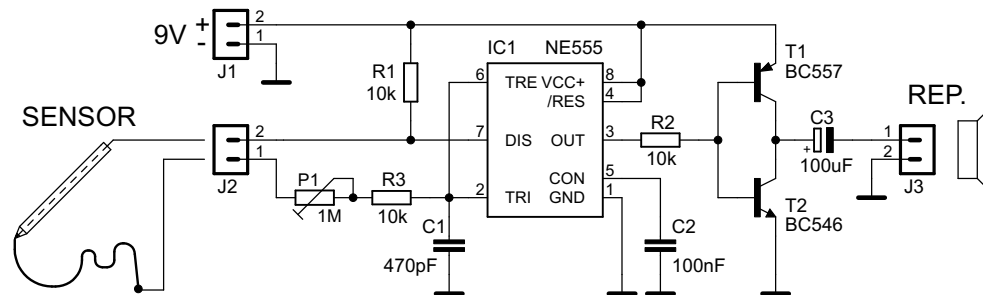 9V
+
-
2
1
J1
SENSOR
2
1
J2
R1
10k
P1
1M
R3
10k
C1
470pF
IC1
NE555
6
TRE
VCC+
8
/RES
4
7
DIS
OUT
3
2
TRI
CON
5
GND
1
R2
10k
C2
100nF
T1
BC557
T2
BC546
C3
+
100uF
REP.
1
2
J3